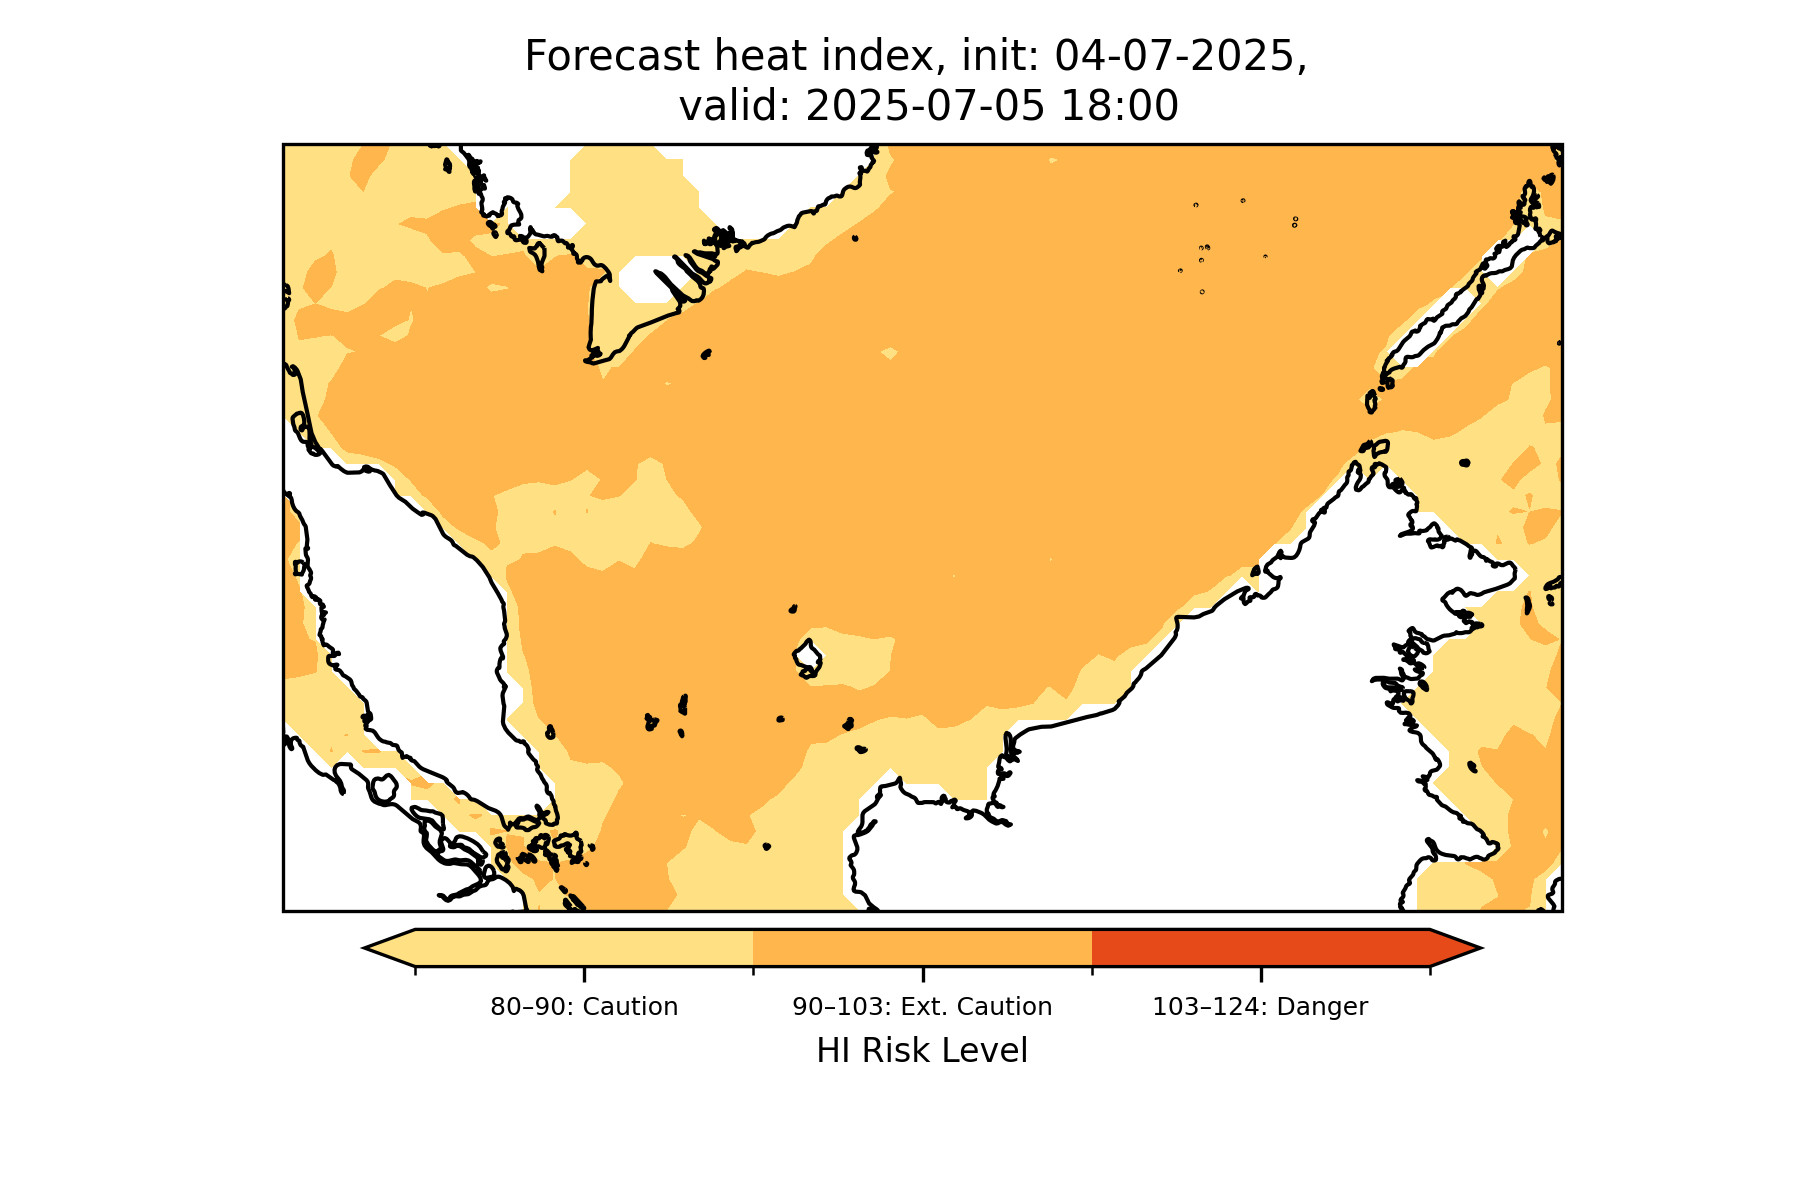 Forecast heat index, init: 04-07-2025,
valid: 2025-07-05 18:00
80–90: Caution
90–103: Ext. Caution
103–124: Danger
HI Risk Level